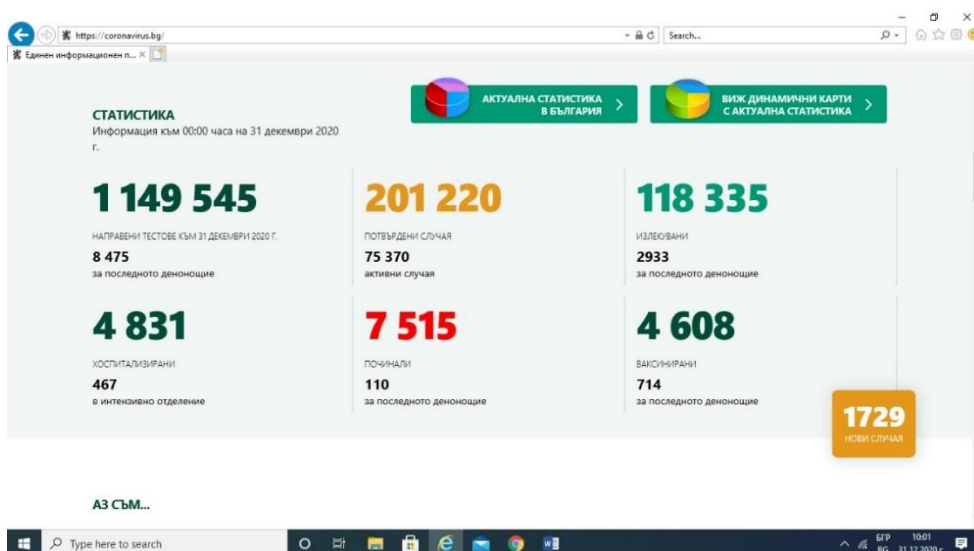 https://coronavirus.bg/
Search...
Единен информационен п...
АКТУАЛНА СТАТИСТИКА
В БЪЛГАРИЯ
ВИЖ ДИНАМИЧНИ КАРТИ
С АКТУАЛНА СТАТИСТИКА
СТАТИСТИКА
Информация към 00:00 часа на 31 декември 2020
г.
1 149 545
НАПРАВЕНИ ТЕСТОВЕ КЪМ 31 ДЕКЕМВРИ 2020 Г.
8 475
за последното денонощие
201 220
ПОТВЪРДЕНИ СЛУЧАЯ
75 370
активни случая
118 335
ИЗЛЕКУВАНИ
2933
за последното денонощие
4 831
ХОСПИТАЛИЗИРАНИ
467
в интензивно отделение
7 515
ПОЧИНАЛИ
110
за последното денонощие
4 608
ВАКСИНИРАНИ
714
за последното денонощие
1729
НОВИ СЛУЧАЯ
АЗ СЪМ...
Type here to search
БГР
BG
10:01
31.12.2020 г.